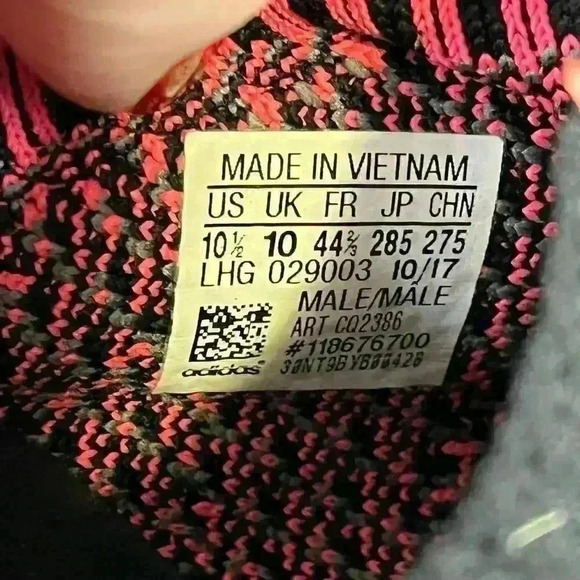 MADE IN VIETNAM
US UK FR JP CHN
10½ 10 44⅔ 285 275
LHG 029003 10/17
MALE/MÂLE
ART CQ2386
#118676700
adidas